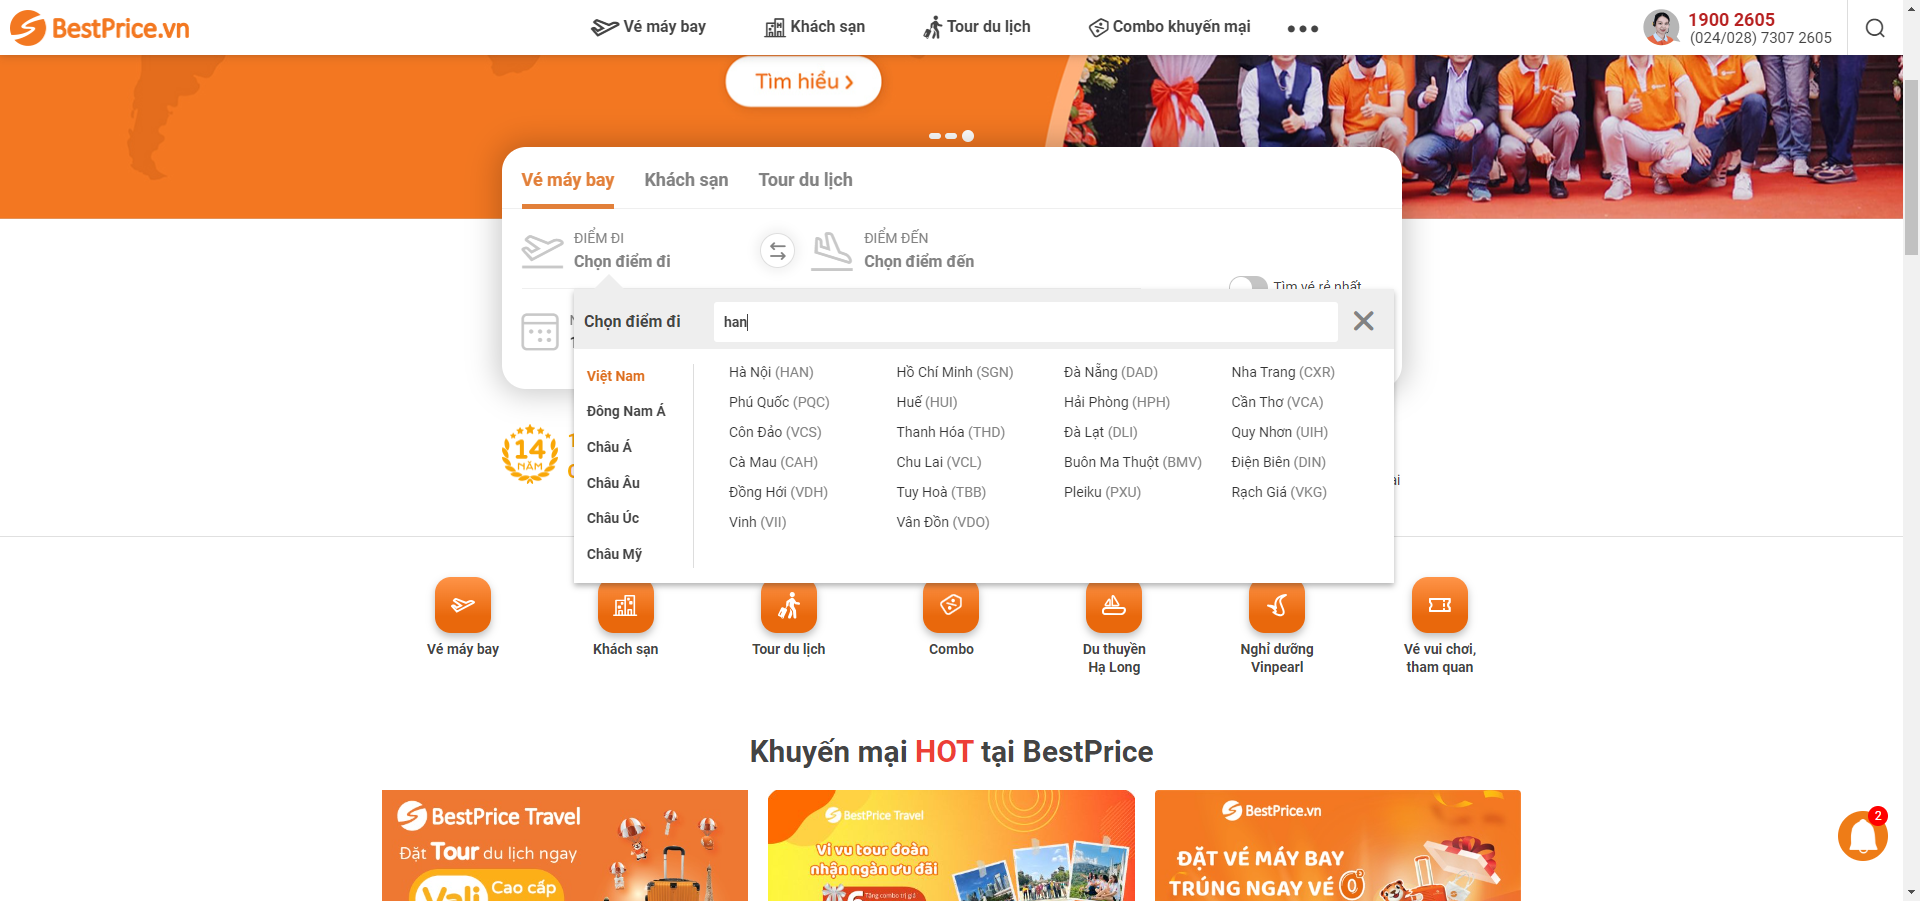 BestPrice.vn
Vé máy bay
Khách sạn
Tour du lịch
Combo khuyến mại
1900 2605
(024/028) 7307 2605
Tìm hiểu
Vé máy bay
Khách sạn
Tour du lịch
ĐIỂM ĐI
Chọn điểm đi
ĐIỂM ĐẾN
Chọn điểm đến
Tìm vé rẻ nhất
Chọn điểm đi
han
Việt Nam
Đông Nam Á
Châu Á
Châu Âu
Châu Úc
Châu Mỹ
Hà Nội (HAN)
Hồ Chí Minh (SGN)
Đà Nẵng (DAD)
Nha Trang (CXR)
Phú Quốc (PQC)
Huế (HUI)
Hải Phòng (HPH)
Cần Thơ (VCA)
Côn Đảo (VCS)
Thanh Hóa (THD)
Đà Lạt (DLI)
Quy Nhơn (UIH)
Cà Mau (CAH)
Chu Lai (VCL)
Buôn Ma Thuột (BMV)
Điện Biên (DIN)
Đồng Hới (VDH)
Tuy Hoà (TBB)
Pleiku (PXU)
Rạch Giá (VKG)
Vinh (VII)
Vân Đồn (VDO)
14
NĂM
Vé máy bay
Khách sạn
Tour du lịch
Combo
Du thuyền
Hạ Long
Nghỉ dưỡng
Vinpearl
Vé vui chơi,
tham quan
Khuyến mại HOT tại BestPrice
BestPrice Travel
Đặt Tour du lịch ngay
Vali Cao cấp
BestPrice Travel
Vi vu tour đoàn
nhận ngàn ưu đãi
Tặng combo trị giá
BestPrice.vn
ĐẶT VÉ MÁY BAY
TRÚNG NGAY VÉ 0
2